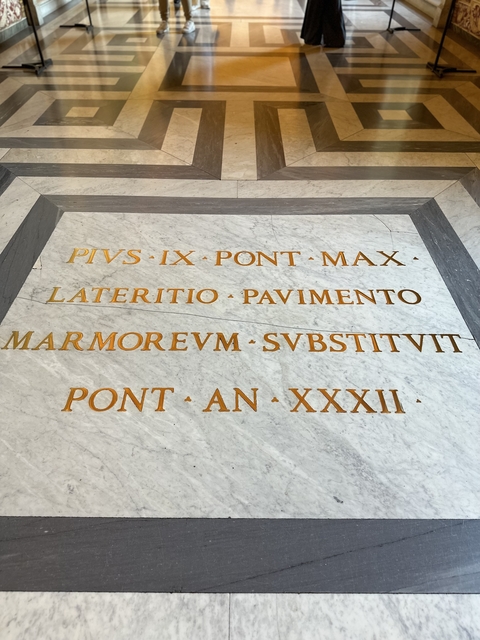 PIVS · IX · PONT · MAX ·
LATERITIO · PAVIMENTO
MARMOREVM · SVBSTITVIT
PONT · AN · XXXII ·